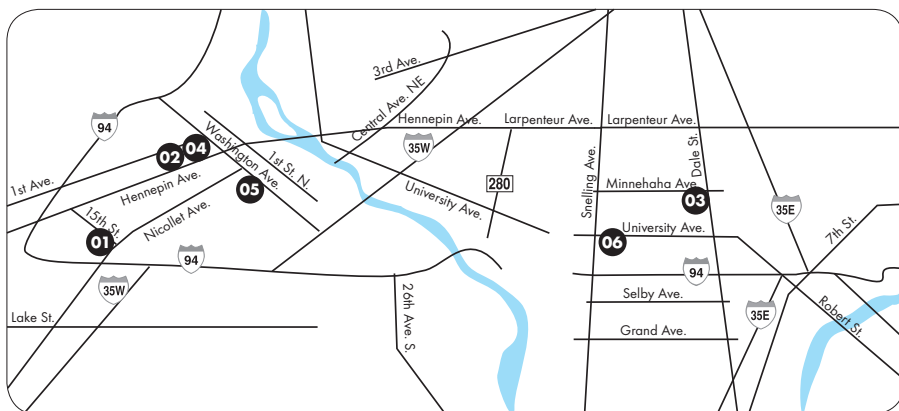 3rd Ave.
Central Ave. NE
94
Hennepin Ave.
Larpenteur Ave.
Larpenteur Ave.
35W
Washington Ave.
1st St. N.
04
02
1st Ave.
Hennepin Ave.
05
280
Snelling Ave.
Dale St.
Minnehaha Ave.
03
University Ave.
35E
15th St.
Nicollet Ave.
01
University Ave.
06
7th St.
94
94
35W
26th Ave. S.
Selby Ave.
Lake St.
Grand Ave.
35E
Robert St.